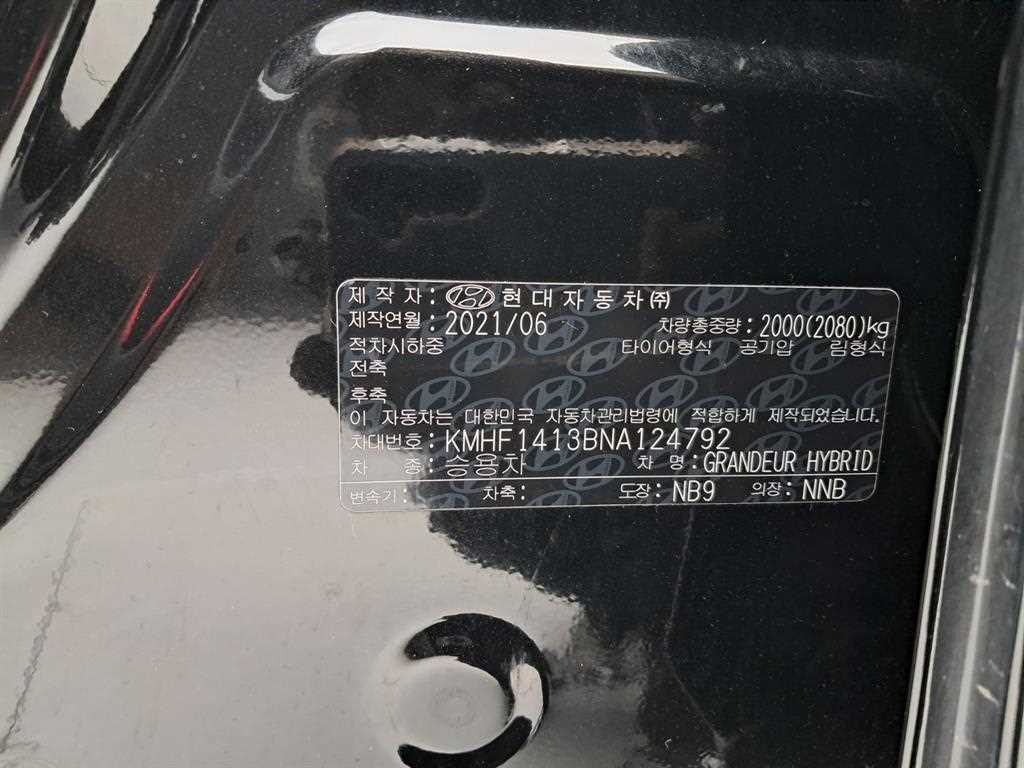 제작자: 현대자동차㈜
제작연월: 2021/06 차량총중량: 2000(2080)kg
적차시하중 타이어형식 공기압 림형식
전축
후축
이 자동차는 대한민국 자동차관리법령에 적합하게 제작되었습니다.
차대번호: KMHF1413BNA124792
차 종: 승용차 차 명: GRANDEUR HYBRID
변속기: 차축: 도장: NB9 의장: NNB